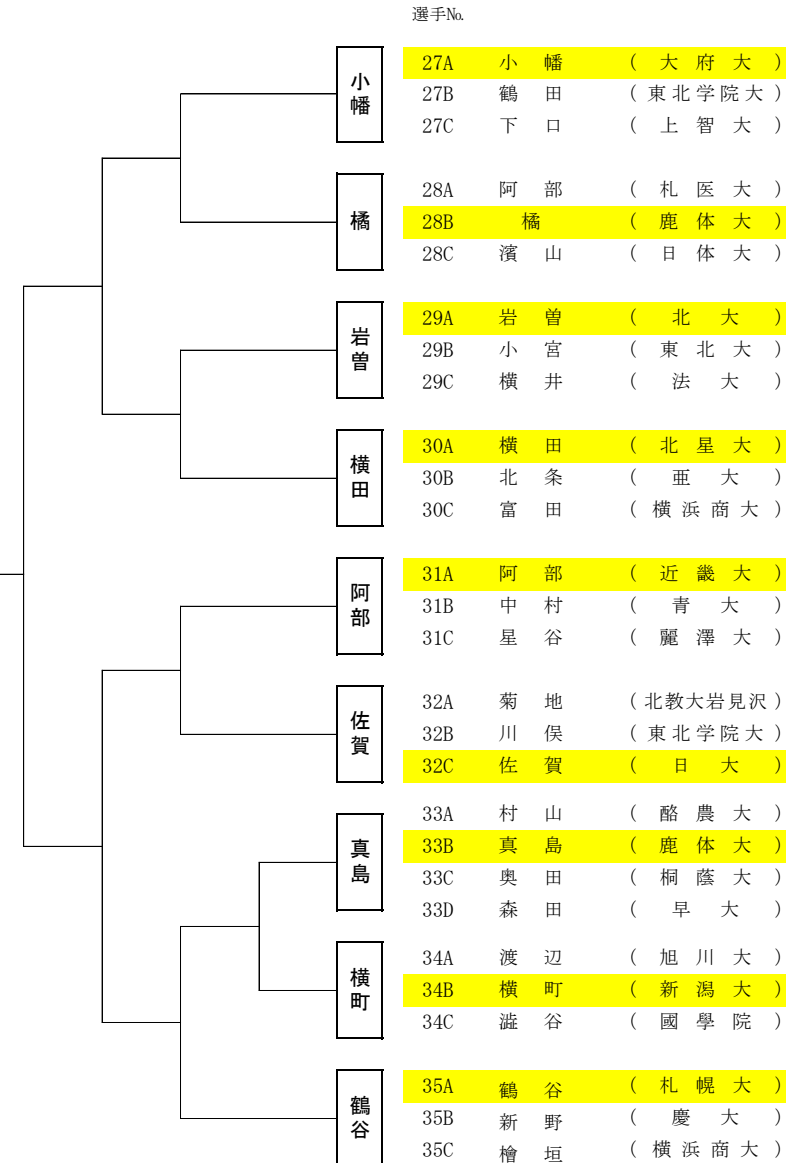 選手№
小幡
27A 小幡 (大府大)
27B 鶴田 (東北学院大)
27C 下口 (上智大)
橘
28A 阿部 (札医大)
28B 橘 (鹿体大)
28C 濱山 (日体大)
岩曽
29A 岩曽 (北大)
29B 小宮 (東北大)
29C 横井 (法大)
横田
30A 横田 (北星大)
30B 北条 (亜大)
30C 富田 (横浜商大)
阿部
31A 阿部 (近畿大)
31B 中村 (青大)
31C 星谷 (麗澤大)
佐賀
32A 菊地 (北教大岩見沢)
32B 川俣 (東北学院大)
32C 佐賀 (日大)
真島
33A 村山 (酪農大)
33B 真島 (鹿体大)
33C 奥田 (桐蔭大)
33D 森田 (早大)
横町
34A 渡辺 (旭川大)
34B 横町 (新潟大)
34C 澁谷 (國學院)
鶴谷
35A 鶴谷 (札幌大)
35B 新野 (慶大)
35C 檜垣 (横浜商大)